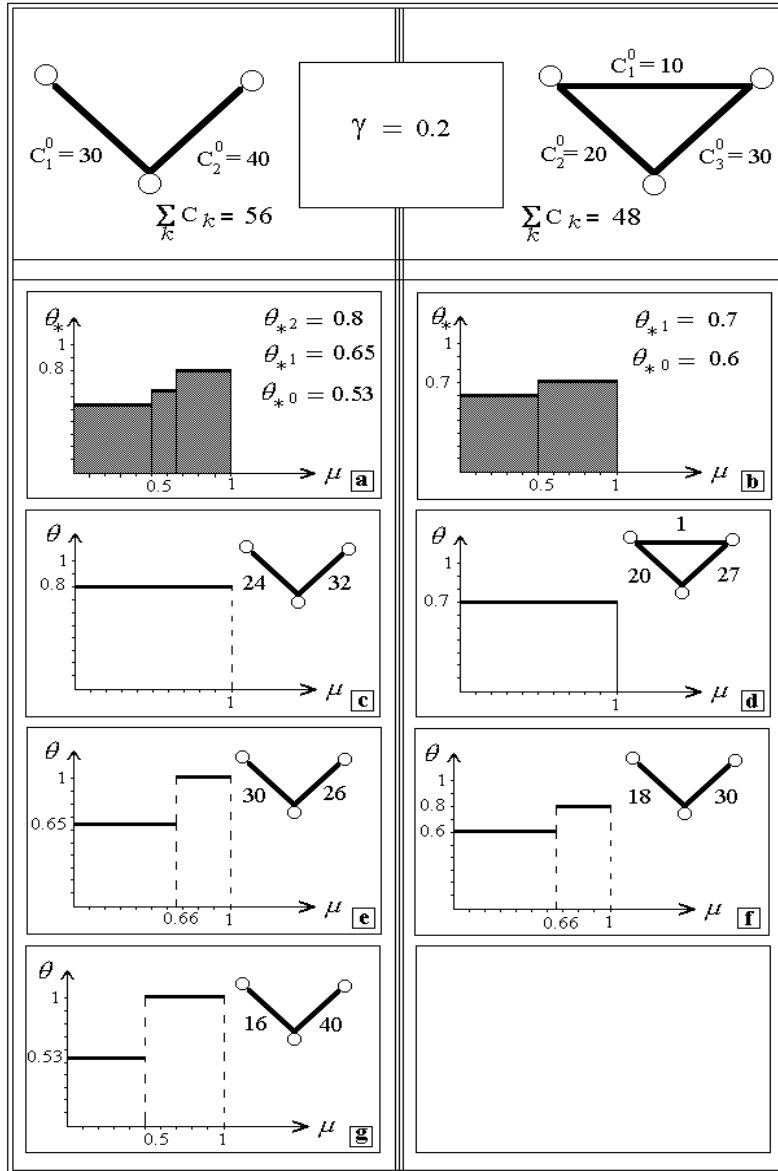 C₁⁰ = 30
C₂⁰ = 40
∑ₖ C ₖ = 56
γ = 0.2
C₁⁰ = 10
C₂⁰ = 20
C₃⁰ = 30
∑ₖ C ₖ = 48
θ*
1
0.8
0.5
1
μ
θ*2 = 0.8
θ*1 = 0.65
θ*0 = 0.53
a
θ*
1
0.7
0.5
1
μ
θ*1 = 0.7
θ*0 = 0.6
b
θ
1
0.8
1
μ
24
32
c
θ
1
0.7
1
μ
1
20
27
d
θ
1
0.65
0.66
1
μ
30
26
e
θ
1
0.8
0.6
0.66
1
μ
18
30
f
θ
1
0.53
0.5
1
μ
16
40
g